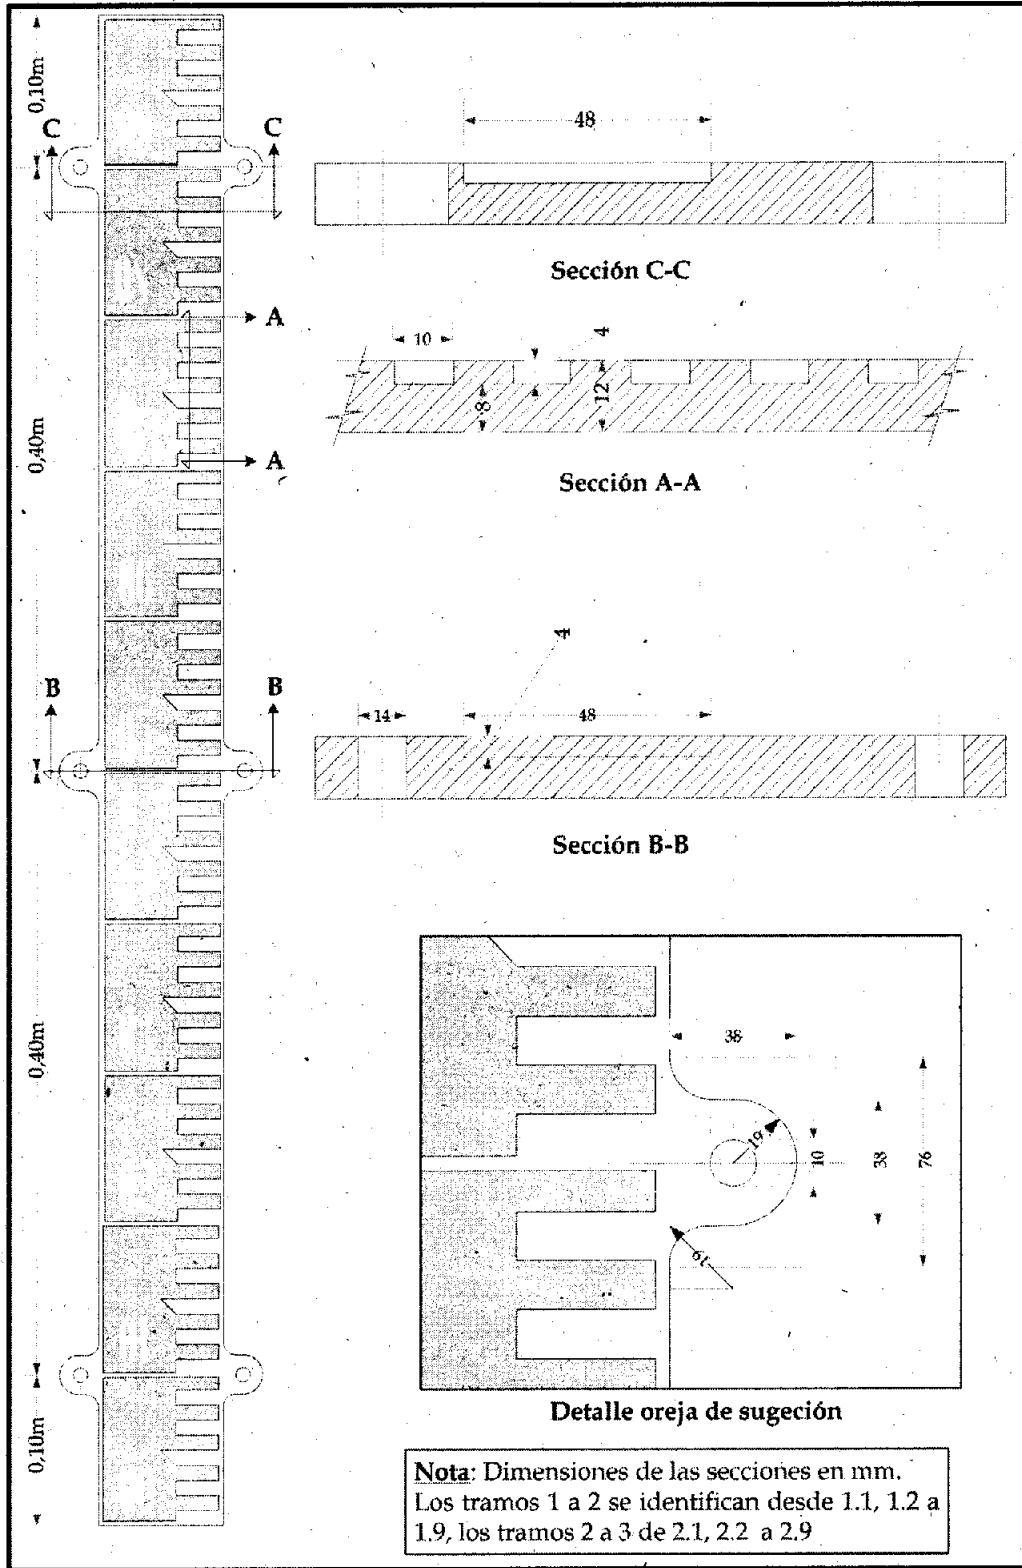 0,10m
C
C
48
Sección C-C
A
10
4
8
12
A
0,40m
Sección A-A
4
B
B
14
48
Sección B-B
0,40m
38
19
10
38
76
19
Detalle oreja de sugeción
0,10m
Nota: Dimensiones de las secciones en mm.
Los tramos 1 a 2 se identifican desde 1.1, 1.2 a
1.9, los tramos 2 a 3 de 2.1, 2.2 a 2.9